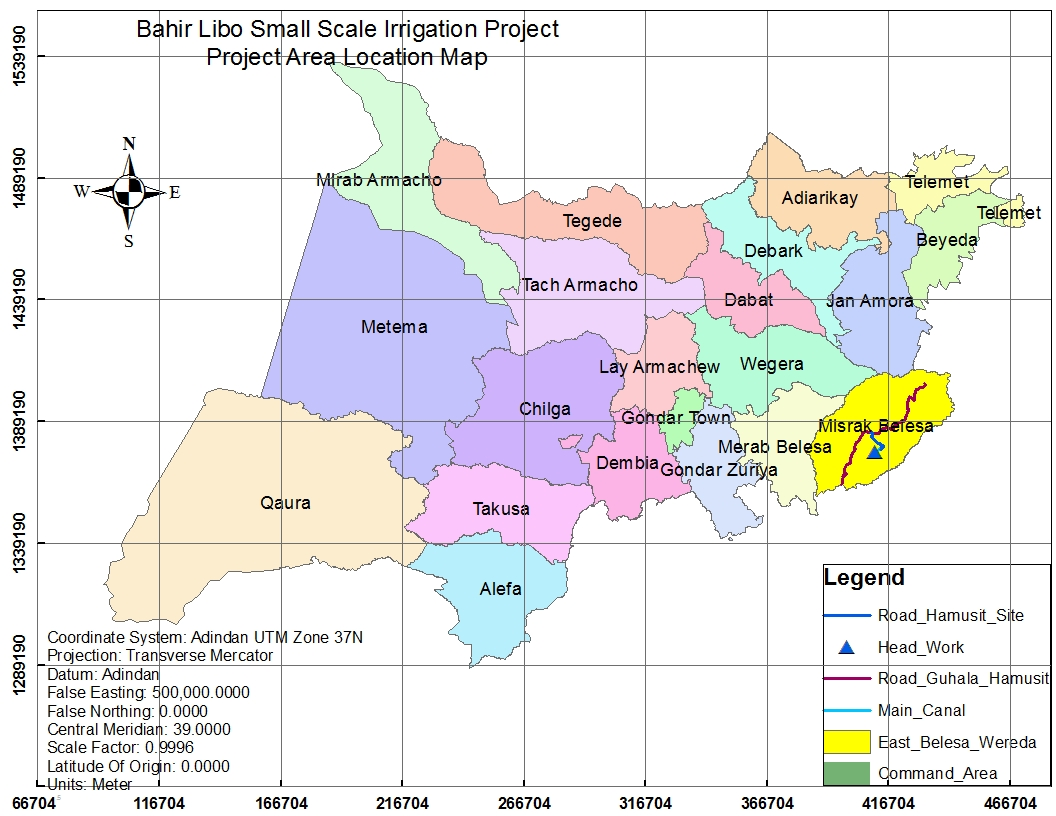 Bahir Libo Small Scale Irrigation Project
Project Area Location Map
1539190
1489190
1439190
1389190
1339190
1289190
N
W
E
S
Mirab Armacho
Tegede
Adiarikay
Telemet
Telemet
Beyeda
Debark
Tach Armacho
Dabat
Jan Amora
Metema
Lay Armachew
Wegera
Chilga
Gondar Town
Misrak Belesa
Merab Belesa
Dembia
Gondar Zuriya
Qaura
Takusa
Alefa
Coordinate System: Adindan UTM Zone 37N
Projection: Transverse Mercator
Datum: Adindan
False Easting: 500,000.0000
False Northing: 0.0000
Central Meridian: 39.0000
Scale Factor: 0.9996
Latitude Of Origin: 0.0000
Units: Meter
Legend
Road_Hamusit_Site
Head_Work
Road_Guhala_Hamusit
Main_Canal
East_Belesa_Wereda
Command_Area
66704
116704
166704
216704
266704
316704
366704
416704
466704